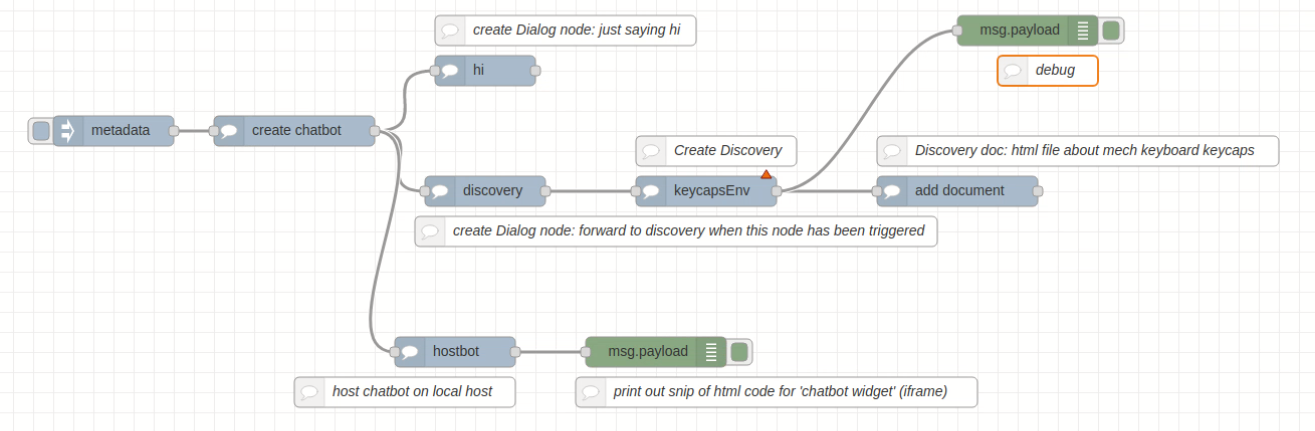 create Dialog node: just saying hi
msg.payload
hi
debug
metadata
create chatbot
Create Discovery
Discovery doc: html file about mech keyboard keycaps
discovery
keycapsEnv
add document
create Dialog node: forward to discovery when this node has been triggered
hostbot
msg.payload
host chatbot on local host
print out snip of html code for 'chatbot widget' (iframe)